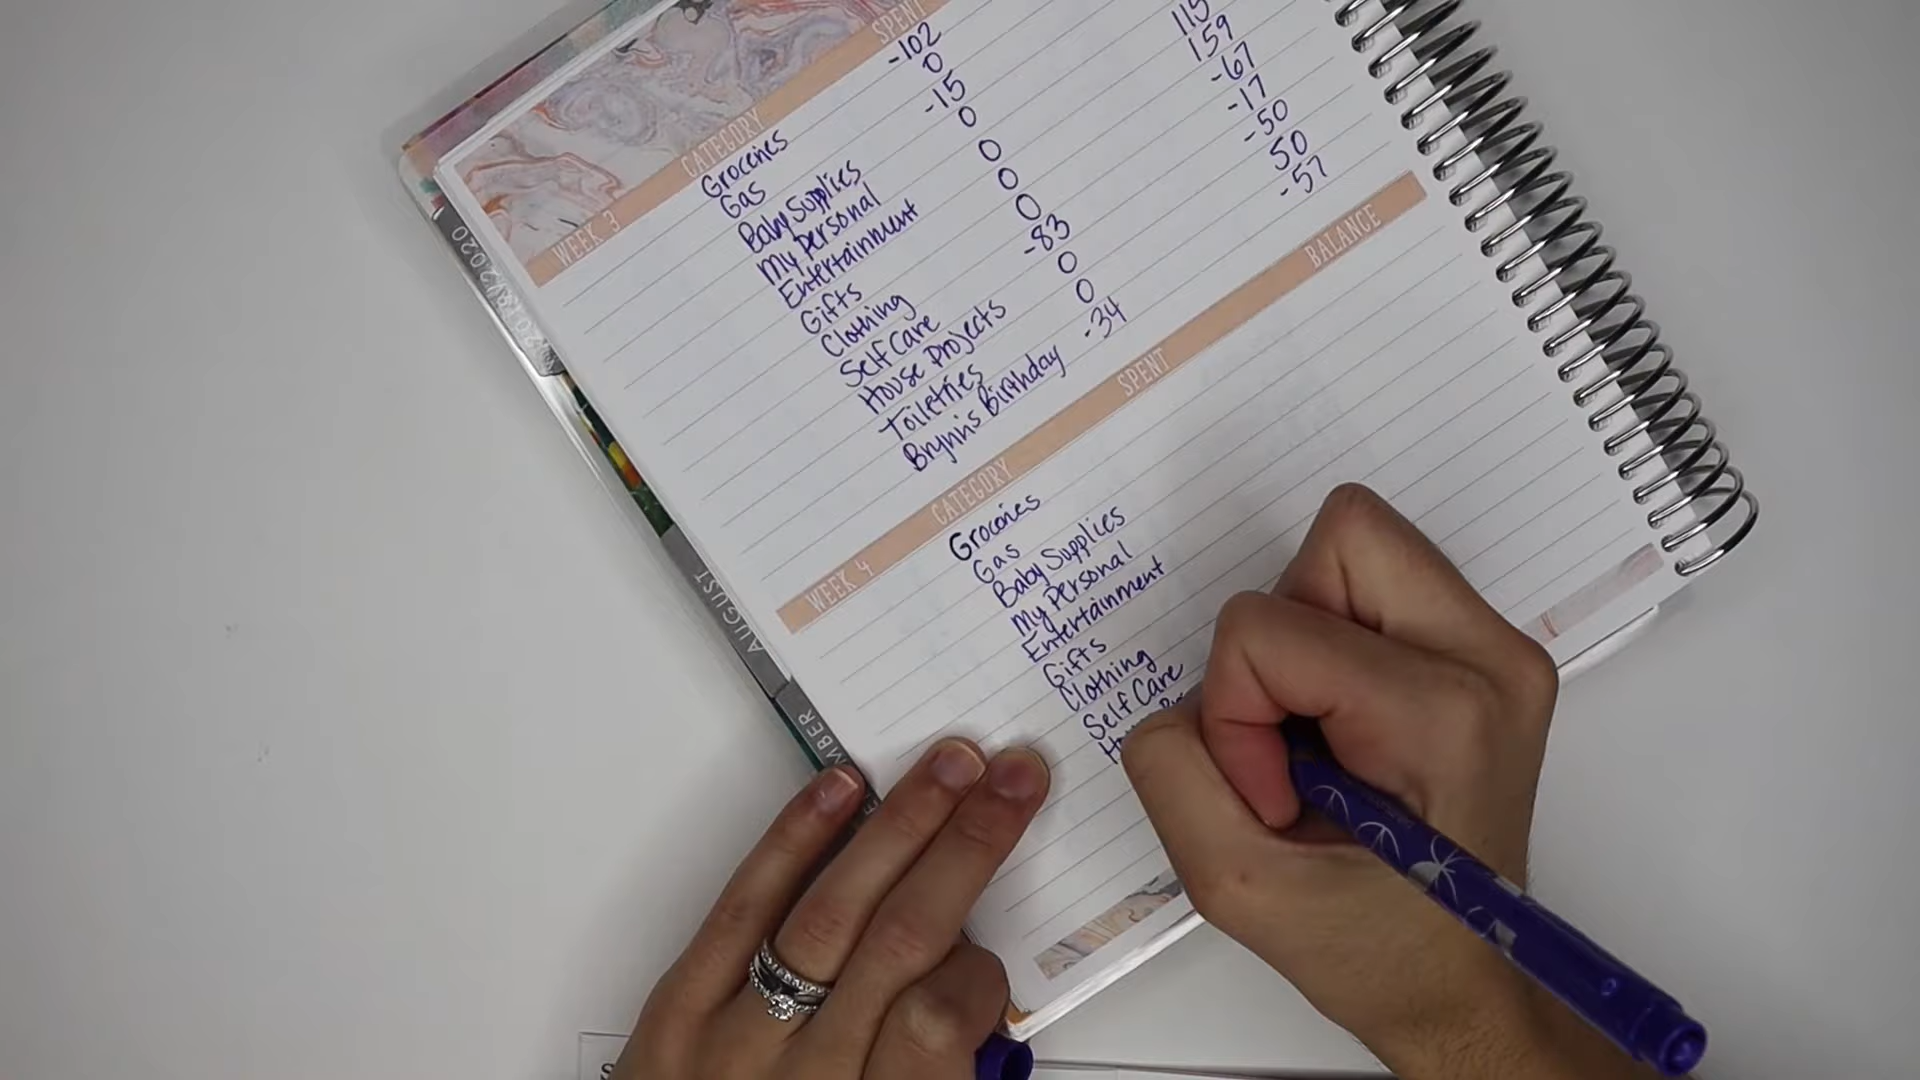 WEEK 3 CATEGORY SPENT
Groceries -102
Gas 0
Baby Supplies -15
My Personal 0
Entertainment 0 115
Gifts 0 159
Clothing 0 -67
Self Care -83 -17
House Projects 0 -50
Toiletries 0 50
Brynn's Birthday -34 -57
WEEK 4 CATEGORY SPENT BALANCE
Groceries
Gas
Baby Supplies
My Personal
Entertainment
Gifts
Clothing
Self Care
2020
AUGUST